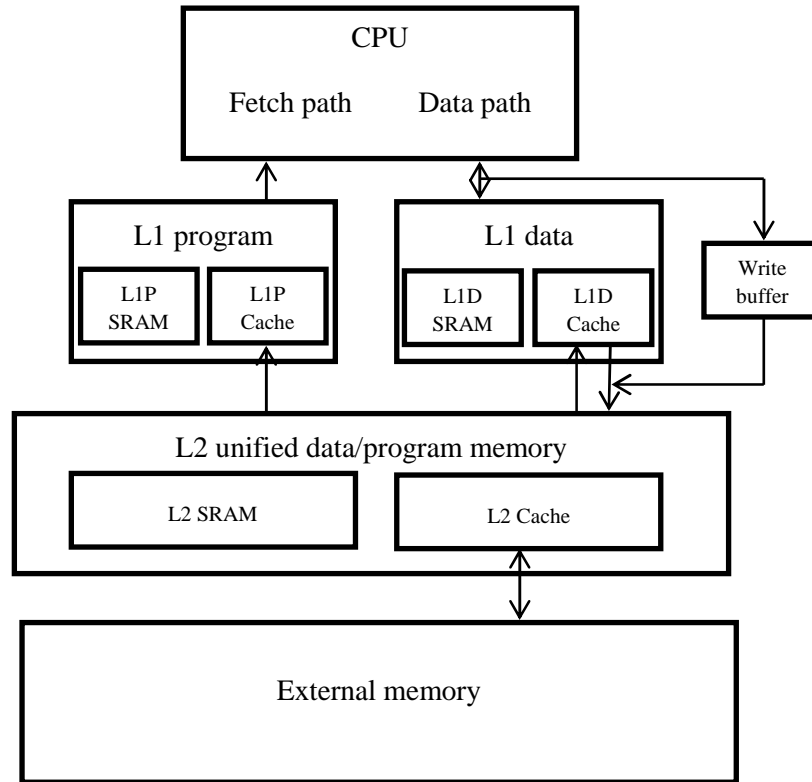 CPU
Fetch path
Data path
L1 program
L1 data
L1P
SRAM
L1P
Cache
L1D
SRAM
L1D
Cache
Write
buffer
L2 unified data/program memory
L2 SRAM
L2 Cache
External memory